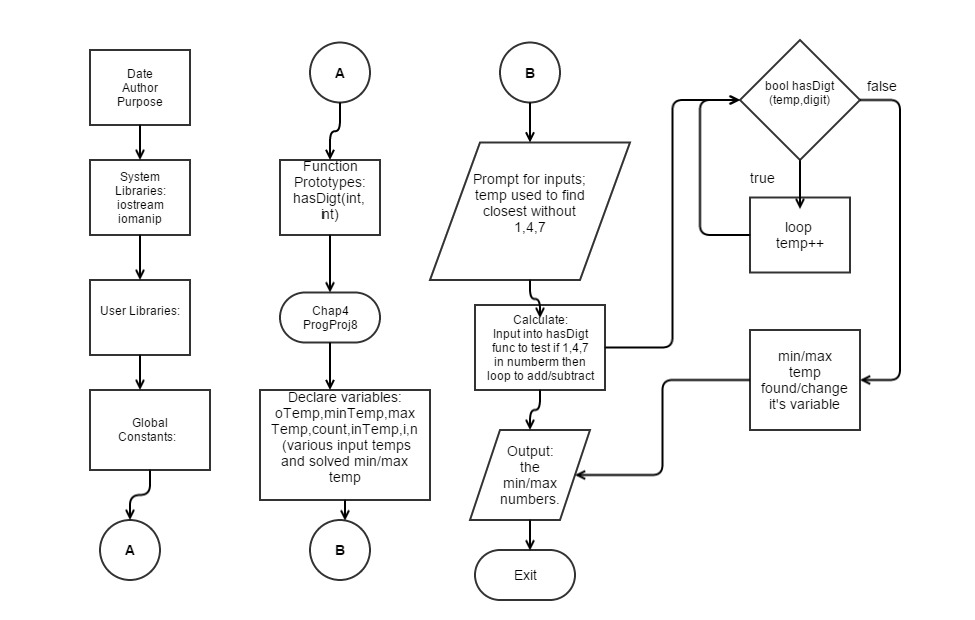 Date
Author
Purpose
System
Libraries:
iostream
iomanip
User Libraries:
Global
Constants:
A
A
Function
Prototypes:
hasDigt(int,
int)
Chap4
ProgProj8
Declare variables:
oTemp,minTemp,max
Temp,count,inTemp,i,n
(various input temps
and solved min/max
temp
B
B
Prompt for inputs;
temp used to find
closest without
1,4,7
Calculate:
Input into hasDigt
func to test if 1,4,7
in numberm then
loop to add/subtract
Output:
the
min/max
numbers.
Exit
bool hasDigt
(temp,digit)
false
true
loop
temp++
min/max
temp
found/change
it's variable